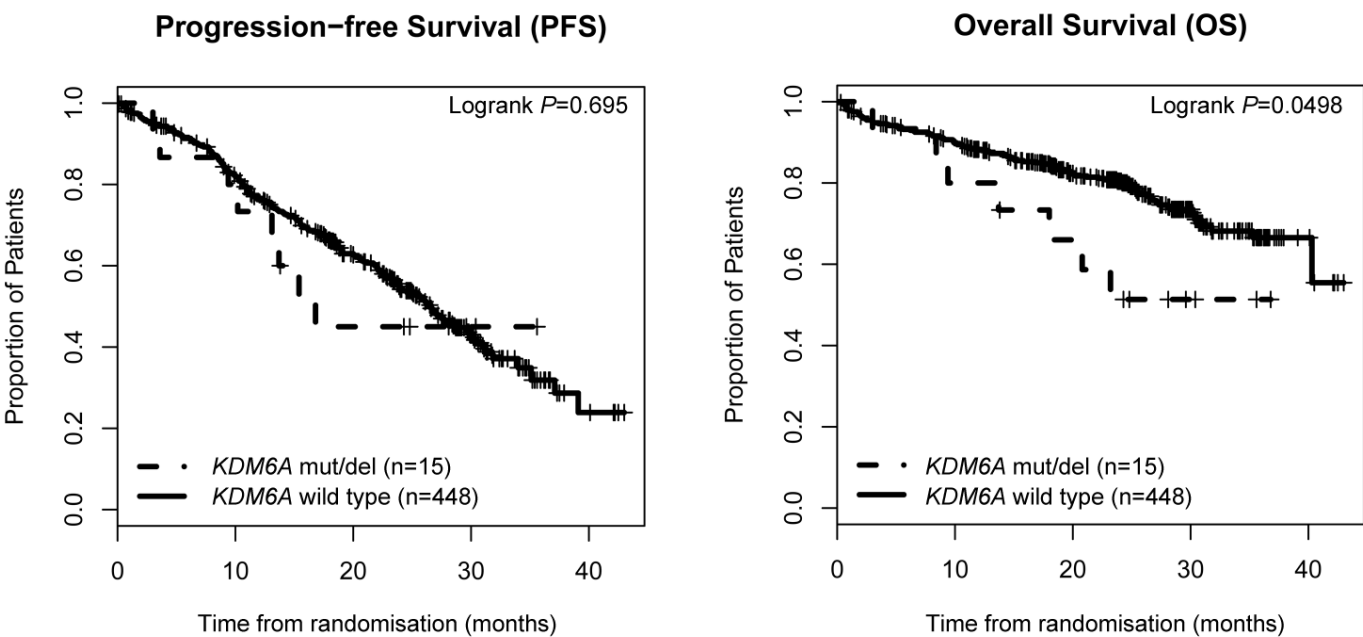 Progression−free Survival (PFS)
Logrank P=0.695
Proportion of Patients
1.0
0.8
0.6
0.4
0.2
0.0
KDM6A mut/del (n=15)
KDM6A wild type (n=448)
0 10 20 30 40
Time from randomisation (months)
Overall Survival (OS)
Logrank P=0.0498
Proportion of Patients
1.0
0.8
0.6
0.4
0.2
0.0
KDM6A mut/del (n=15)
KDM6A wild type (n=448)
0 10 20 30 40
Time from randomisation (months)